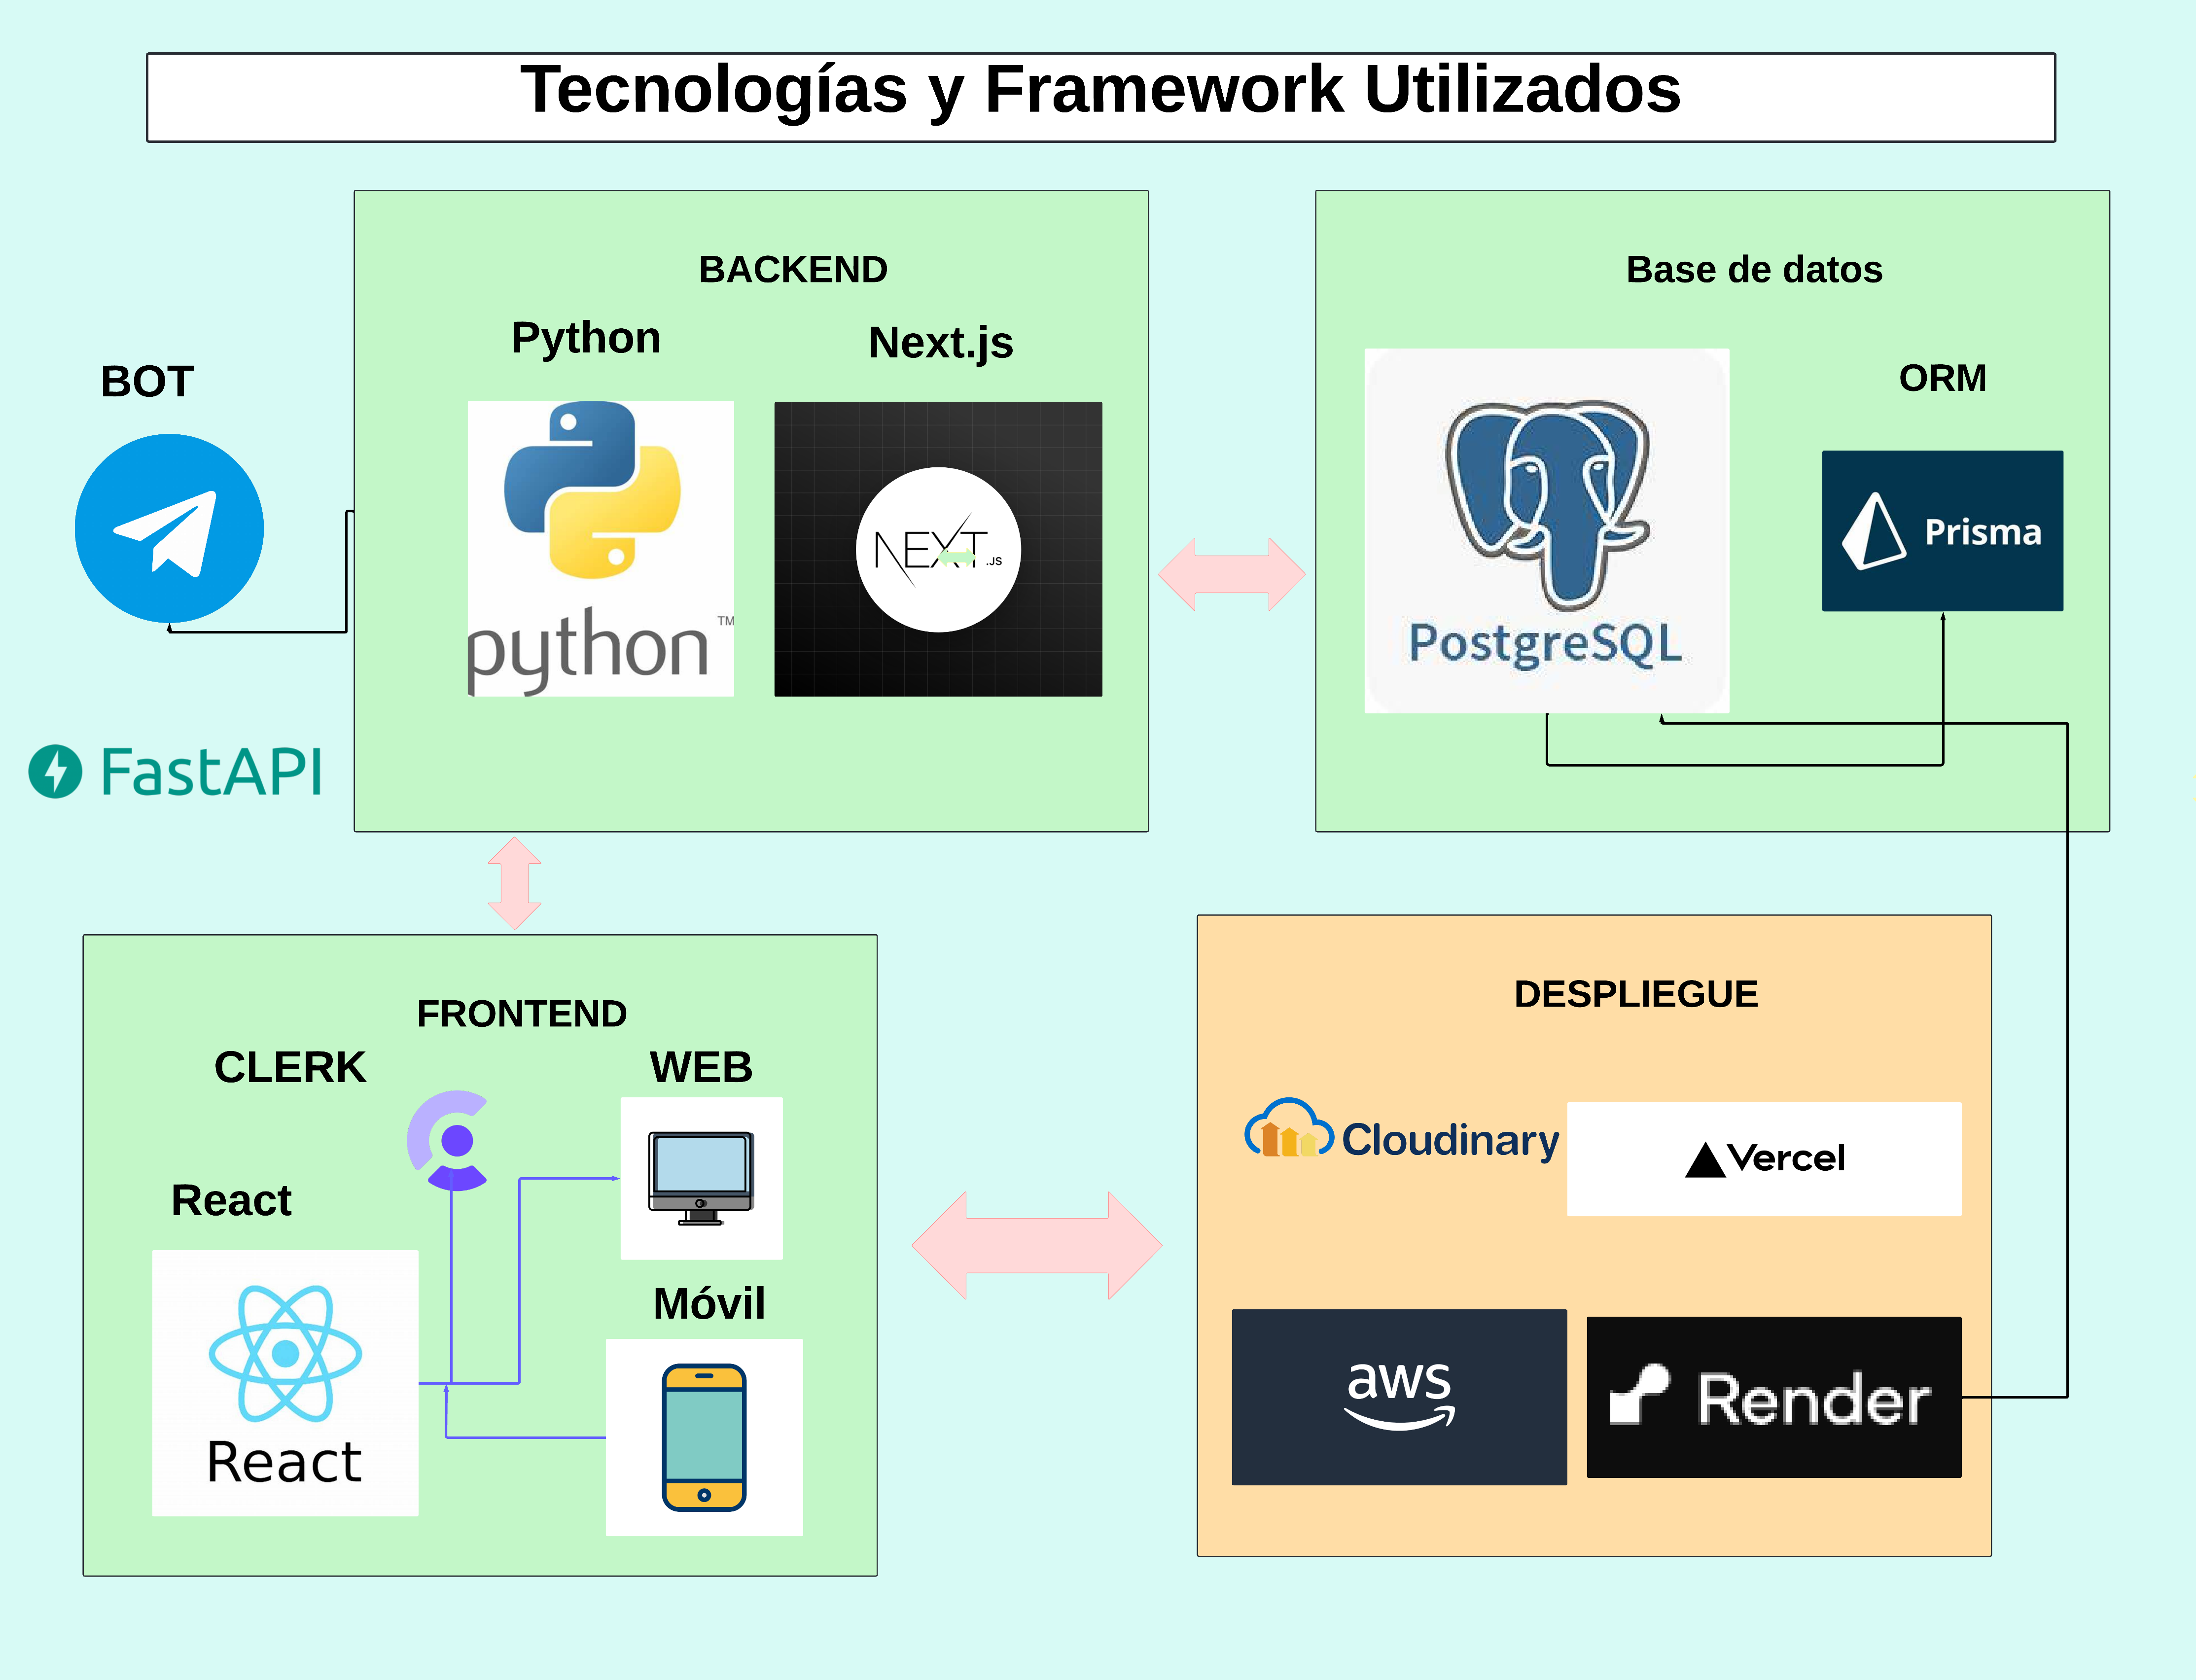 Tecnologías y Framework Utilizados
BACKEND
Python
Next.js
python™
NEXT.JS
BOT
FastAPI
Base de datos
ORM
PostgreSQL
Prisma
FRONTEND
CLERK
WEB
React
React
Móvil
DESPLIEGUE
Cloudinary
Vercel
aws
Render